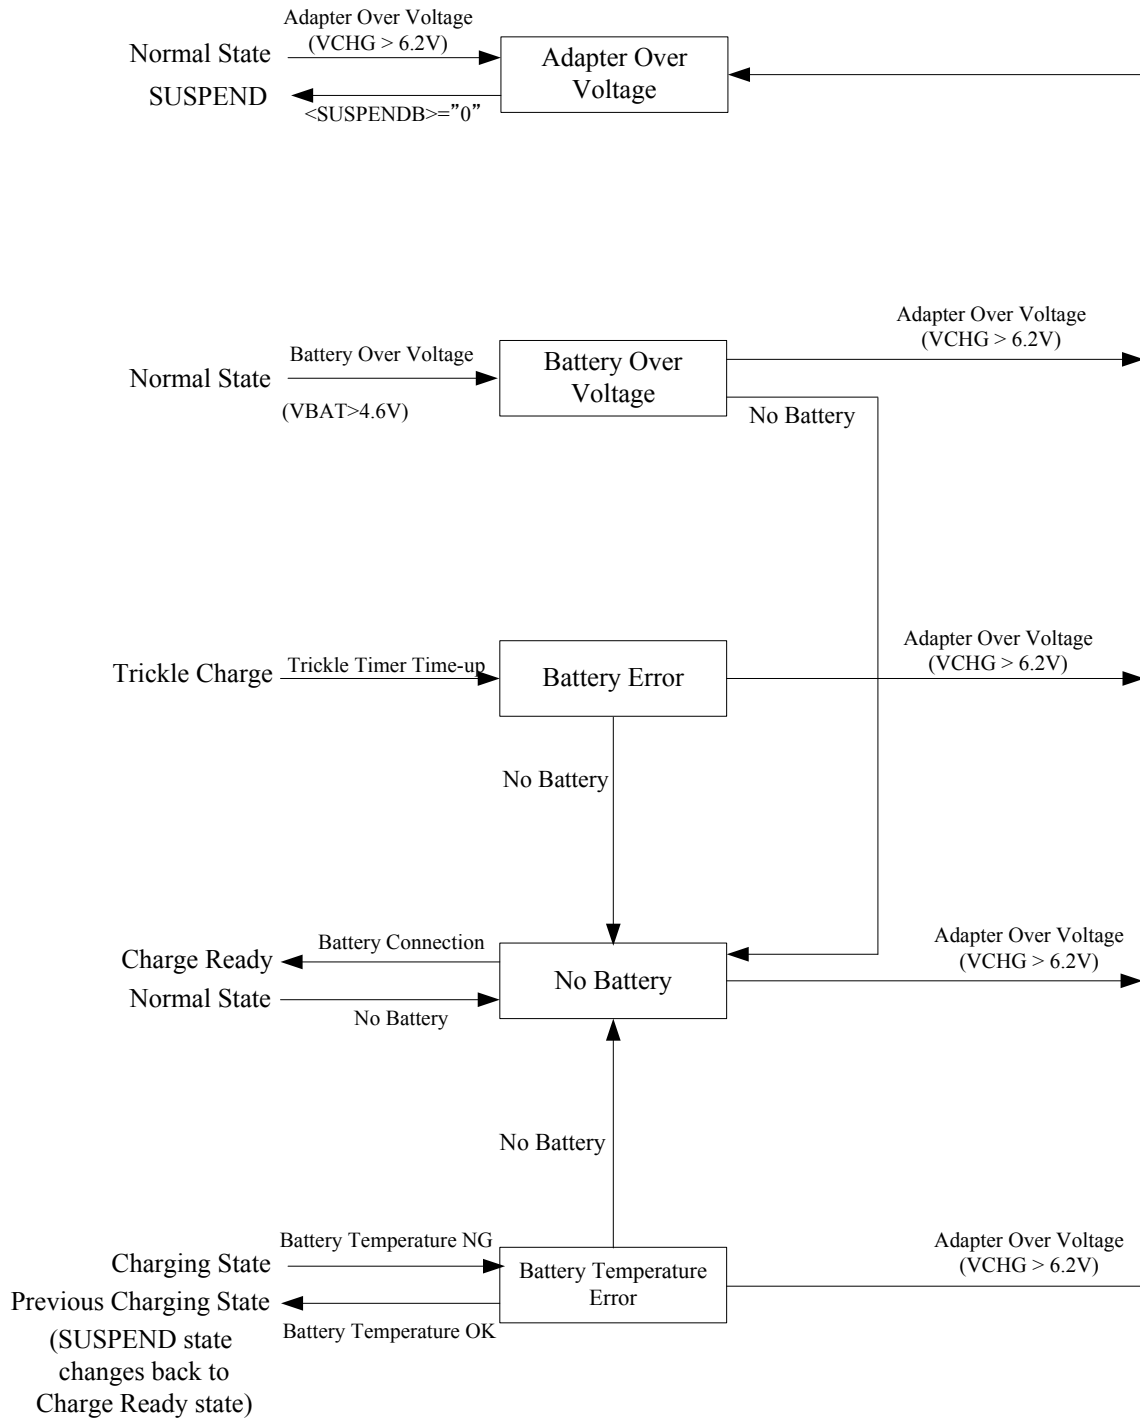 Adapter Over Voltage
(VCHG > 6.2V)
Normal State
SUSPEND
<SUSPENDB>=”0”
Adapter Over
Voltage
Adapter Over Voltage
(VCHG > 6.2V)
Battery Over Voltage
Normal State
(VBAT>4.6V)
Battery Over
Voltage
No Battery
Adapter Over Voltage
(VCHG > 6.2V)
Trickle Charge
Trickle Timer Time-up
Battery Error
No Battery
Battery Connection
Charge Ready
Normal State
No Battery
No Battery
Adapter Over Voltage
(VCHG > 6.2V)
No Battery
Battery Temperature NG
Charging State
Previous Charging State
Battery Temperature OK
(SUSPEND state
changes back to
Charge Ready state)
Battery Temperature
Error
Adapter Over Voltage
(VCHG > 6.2V)